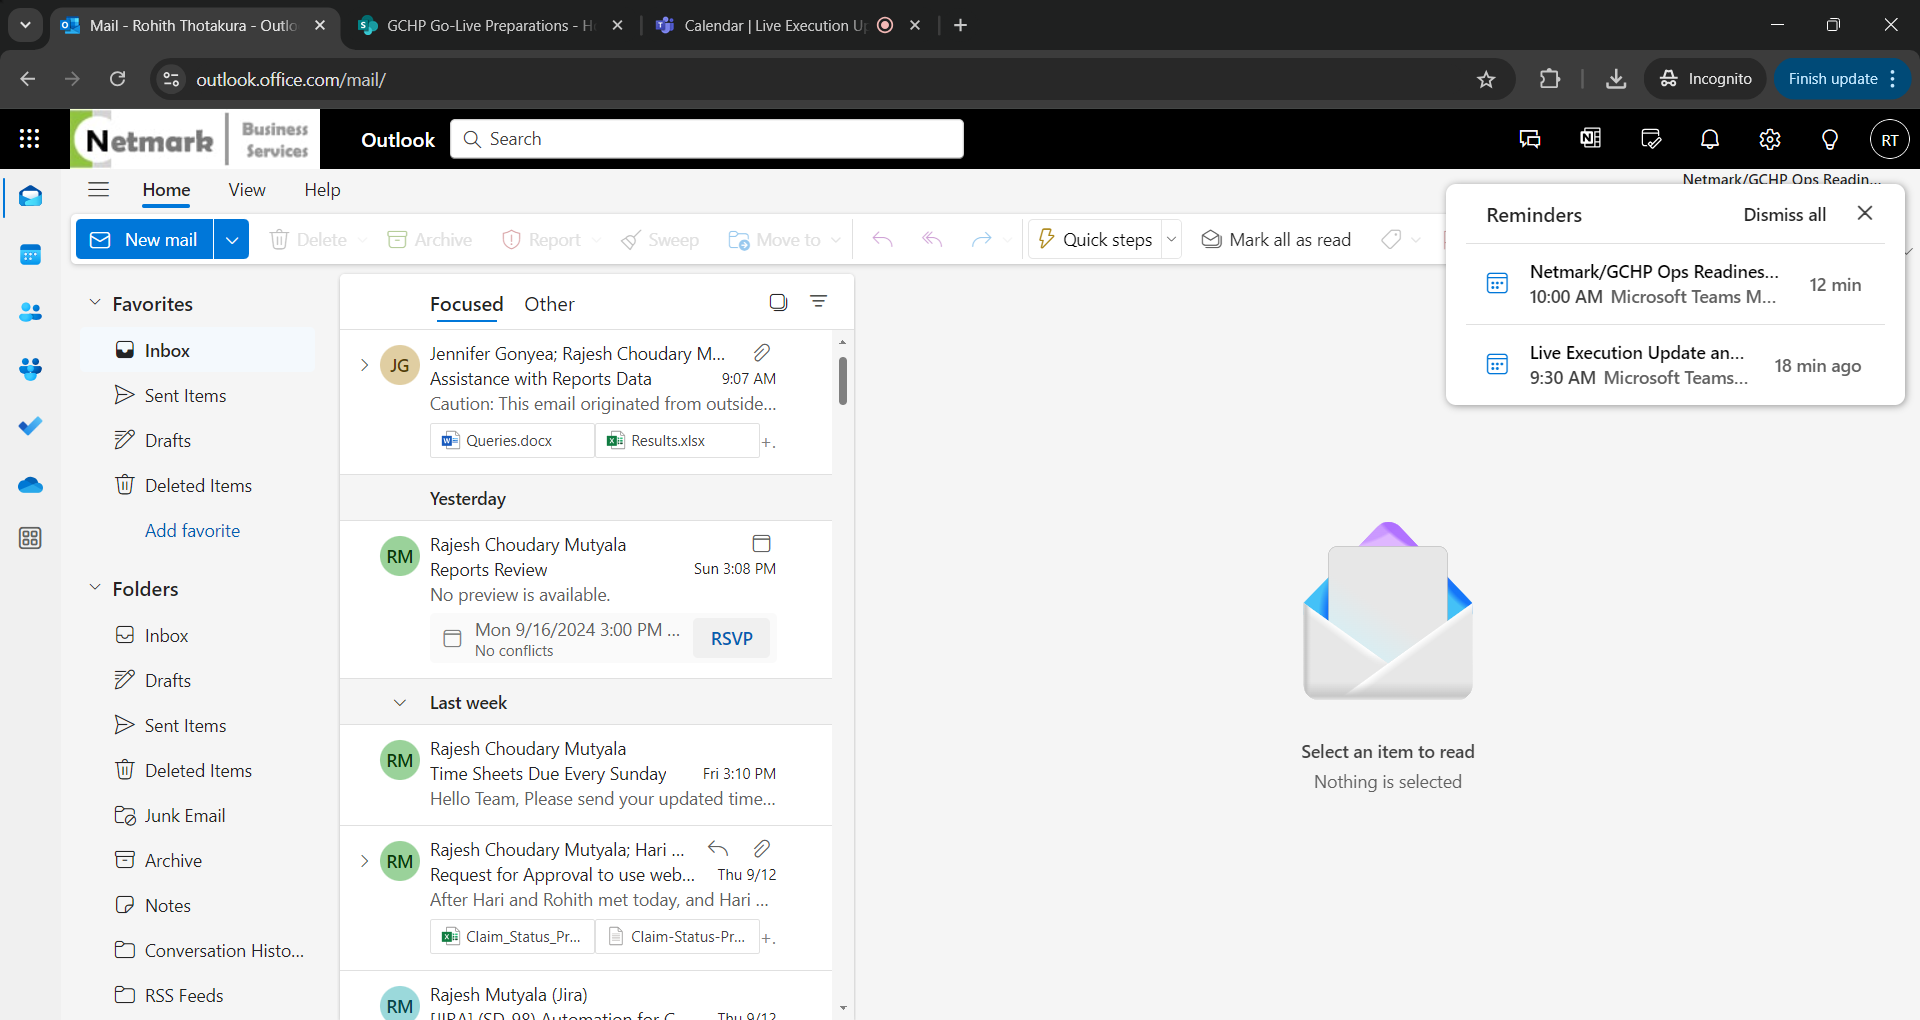 Mail - Rohith Thotakura - Outlo
GCHP Go-Live Preparations - H
Calendar | Live Execution U
outlook.office.com/mail/
Incognito
Finish update
Netmark
Business
Services
Outlook
Search
RT
Home
View
Help
Netmark/GCHP Ops Readin...
New mail
Delete
Archive
Report
Sweep
Move to
Quick steps
Mark all as read
Reminders
Dismiss all
Netmark/GCHP Ops Readines...
10:00 AM Microsoft Teams M...
12 min
Live Execution Update an...
9:30 AM Microsoft Teams...
18 min ago
Favorites
Inbox
Sent Items
Drafts
Deleted Items
Add favorite
Folders
Inbox
Drafts
Sent Items
Deleted Items
Junk Email
Archive
Notes
Conversation Histo...
RSS Feeds
Focused
Other
JG
Jennifer Gonyea; Rajesh Choudary M...
Assistance with Reports Data
9:07 AM
Caution: This email originated from outside...
Queries.docx
Results.xlsx
+.
Yesterday
RM
Rajesh Choudary Mutyala
Reports Review
Sun 3:08 PM
No preview is available.
Mon 9/16/2024 3:00 PM ...
No conflicts
RSVP
Last week
RM
Rajesh Choudary Mutyala
Time Sheets Due Every Sunday
Fri 3:10 PM
Hello Team, Please send your updated time...
RM
Rajesh Choudary Mutyala; Hari ...
Request for Approval to use web...
Thu 9/12
After Hari and Rohith met today, and Hari ...
Claim_Status_Pr...
Claim-Status-Pr...
+.
RM
Rajesh Mutyala (Jira)
[JIRA] (SD-98) Automation for C...
Thu 9/12
Select an item to read
Nothing is selected